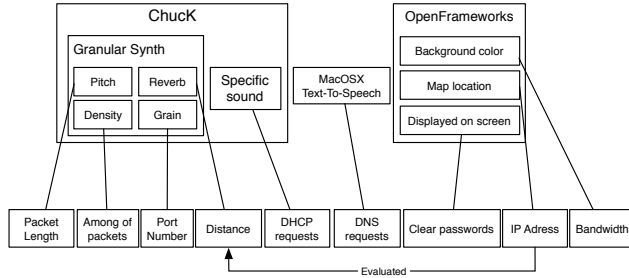 ChucK
OpenFrameworks
Granular Synth
Pitch
Reverb
Density
Grain
Specific
sound
MacOSX
Text-To-Speech
Background color
Map location
Displayed on screen
Packet
Length
Among of
packets
Port
Number
Distance
DHCP
requests
DNS
requests
Clear passwords
IP Adress
Bandwidth
Evaluated